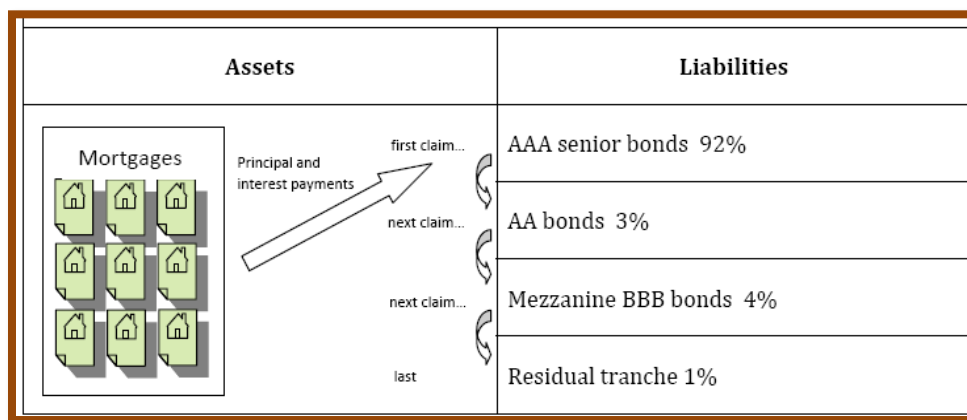 Assets
Liabilities
Mortgages
Principal and
interest payments
first claim...
AAA senior bonds 92%
next claim...
AA bonds 3%
next claim...
Mezzanine BBB bonds 4%
last
Residual tranche 1%